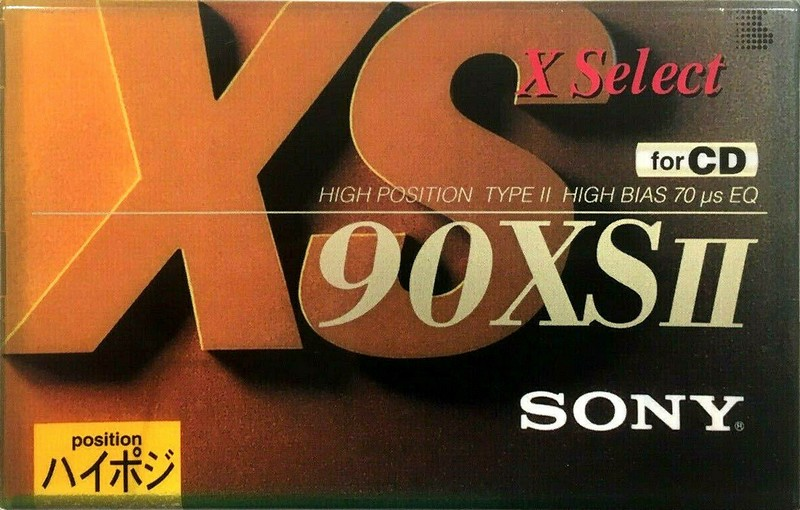 XS
X Select
for CD
HIGH POSITION TYPE II HIGH BIAS 70 µs EQ
90XSII
SONY®
position
ハイポジ